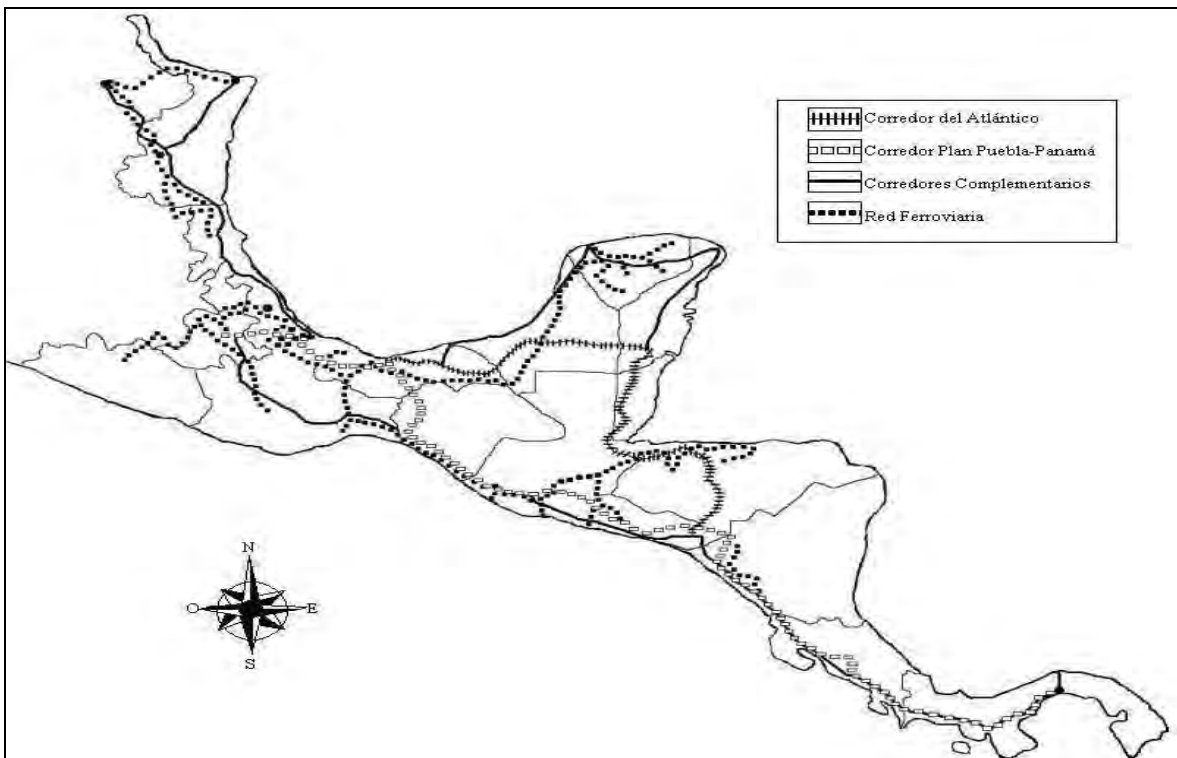 Corredor del Atlántico
Corredor Plan Puebla-Panamá
Corredores Complementarios
Red Ferroviaria
N
O
E
S